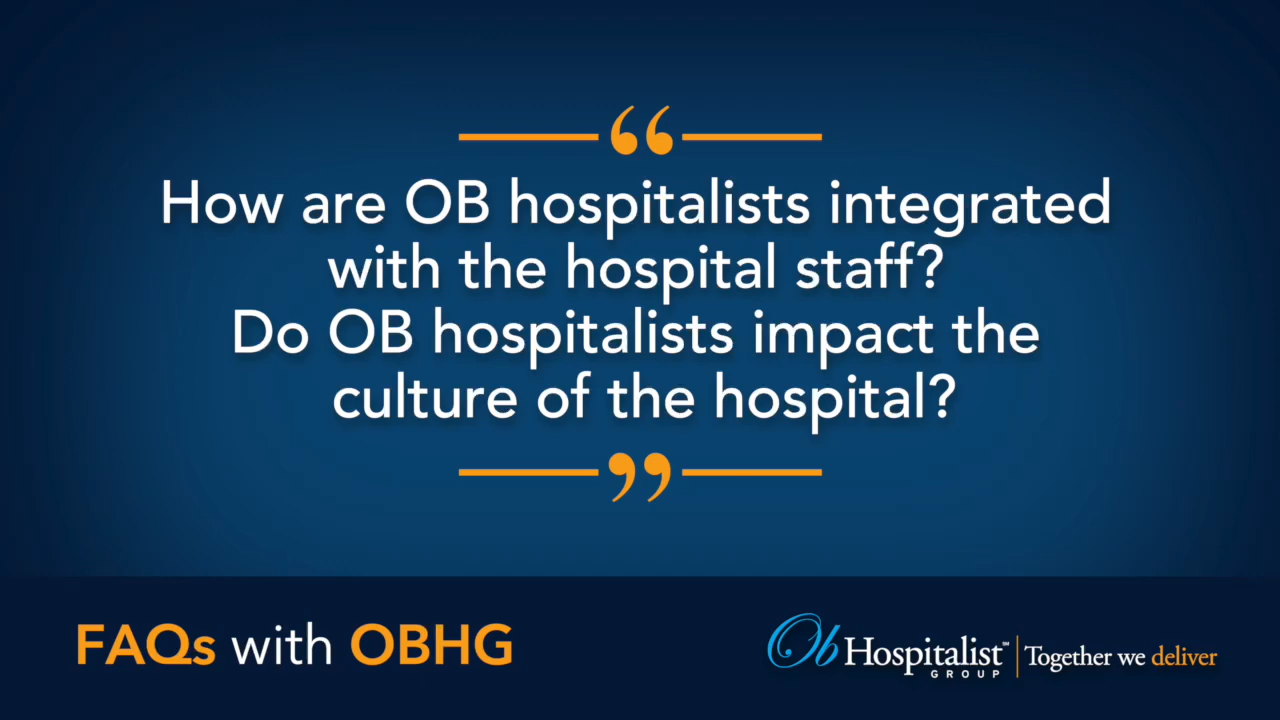 “
How are OB hospitalists integrated
with the hospital staff?
Do OB hospitalists impact the
culture of the hospital?
”
FAQs with OBHG
Ob Hospitalist™ | Together we deliver
GROUP